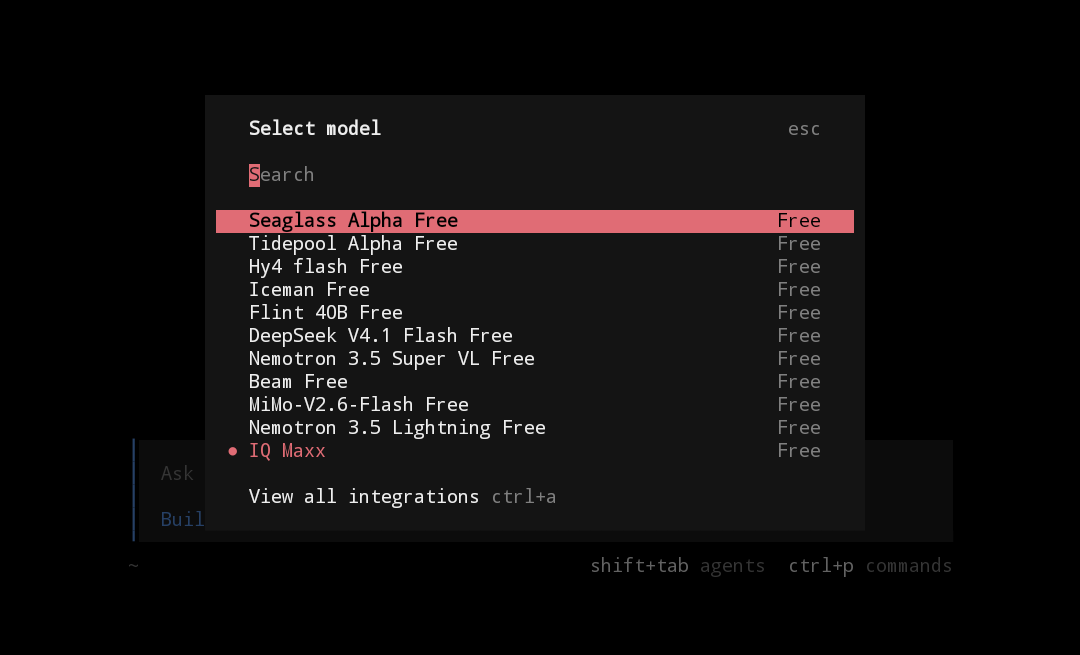 Select model esc
Search
Seaglass Alpha Free Free
Tidepool Alpha Free Free
Hy4 flash Free Free
Iceman Free Free
Flint 40B Free Free
DeepSeek V4.1 Flash Free Free
Nemotron 3.5 Super VL Free Free
Beam Free Free
MiMo-V2.6-Flash Free Free
Nemotron 3.5 Lightning Free Free
● IQ Maxx Free
Ask
View all integrations ctrl+a
Buil
~ shift+tab agents ctrl+p commands